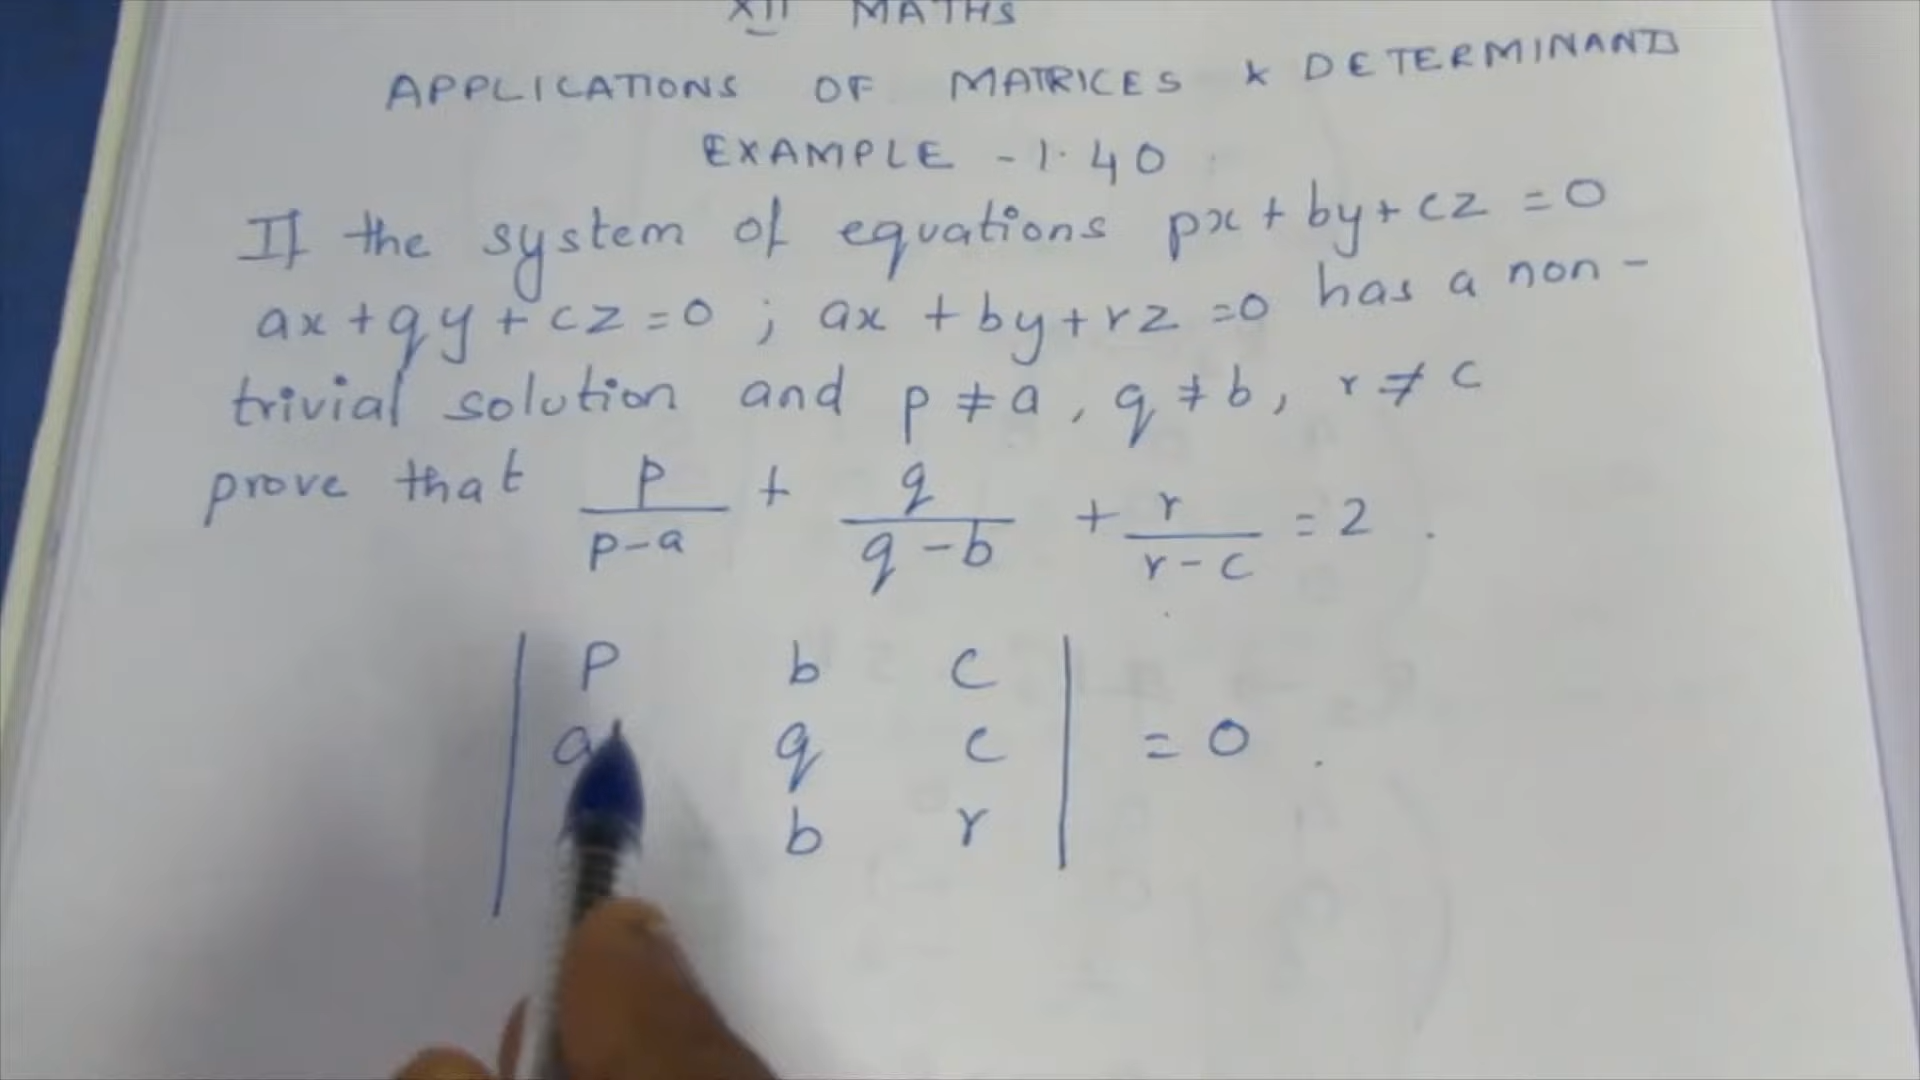 XII MATHS
APPLICATIONS OF MATRICES & DETERMINANTS
EXAMPLE - 1.40
If the system of equations px + by + cz = 0
ax + qy + cz = 0 ; ax + by + rz = 0 has a non-
trivial solution and p ≠ a, q ≠ b, r ≠ c
prove that p/(p-a) + q/(q-b) + r/(r-c) = 2.
| p b c |
| a q c | = 0.
| b r |